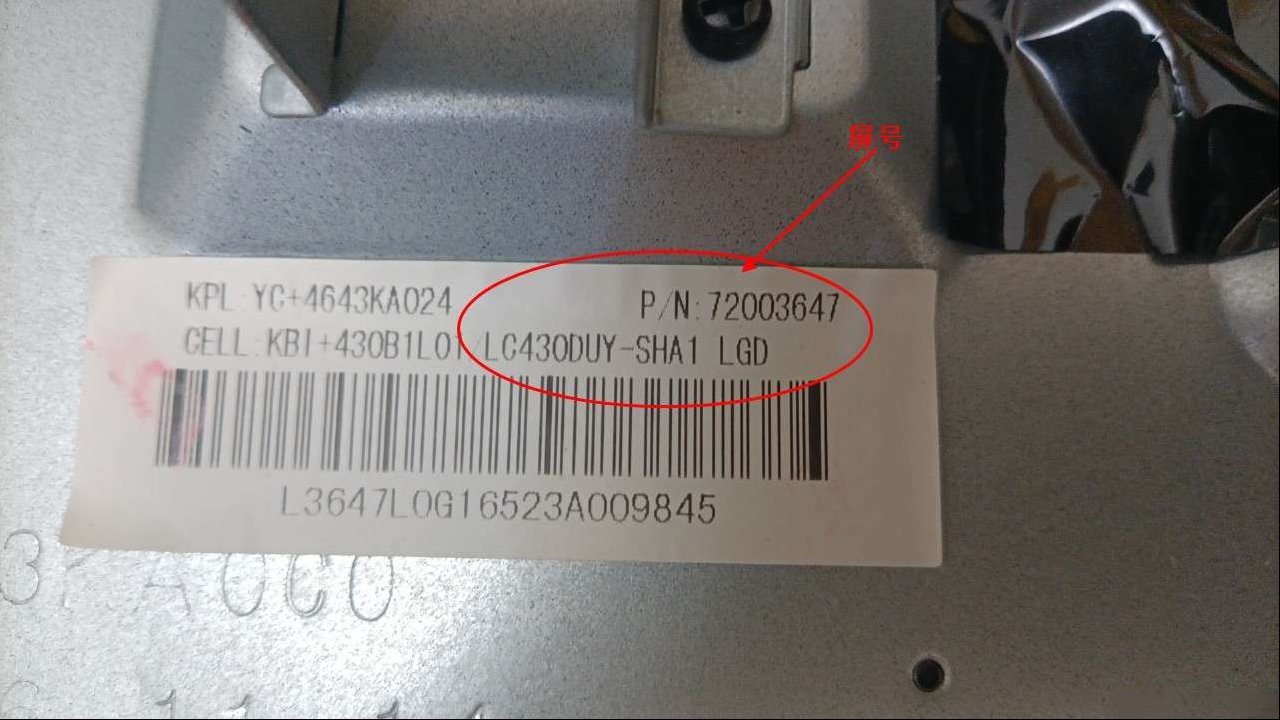 屏号
KPL:YC+4643KA024 P/N:72003647
CELL:KBI+430B1L01/LC430DUY-SHA1 LGD
L3647L0G16523A009845